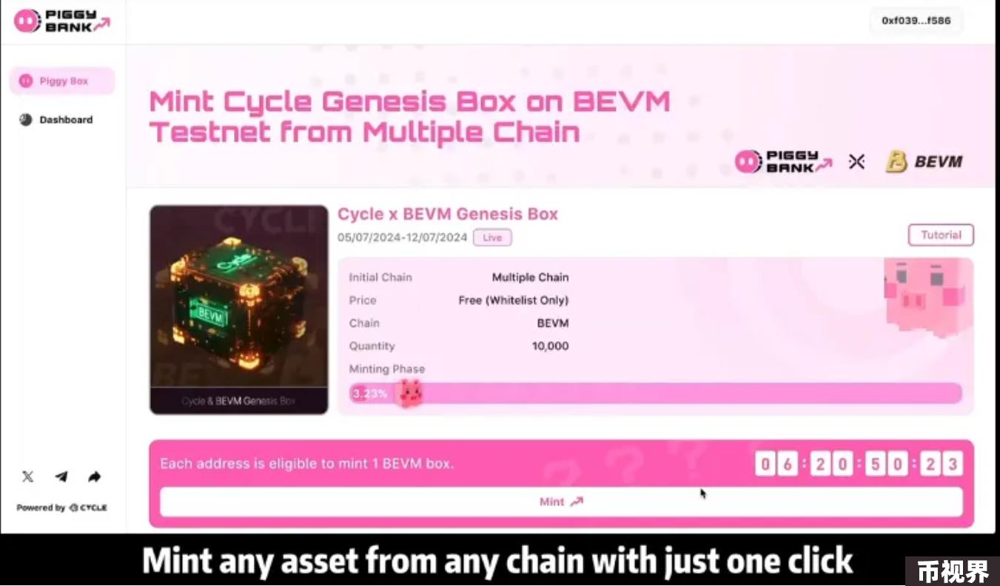 PIGGY
BANK
0xf039...f586
Piggy Box
Dashboard
Mint Cycle Genesis Box on BEVM
Testnet from Multiple Chain
PIGGY
BANK
BEVM
CYCLE
Cycle
BEVM
Cycle & BEVM Genesis Box
Cycle x BEVM Genesis Box
05/07/2024-12/07/2024 Live
Tutorial
Initial Chain Multiple Chain
Price Free (Whitelist Only)
Chain BEVM
Quantity 10,000
Minting Phase
3.23%
Each address is eligible to mint 1 BEVM box.
06:20:50:23
Mint
Powered by CYCLE
Mint any asset from any chain with just one click
币视界